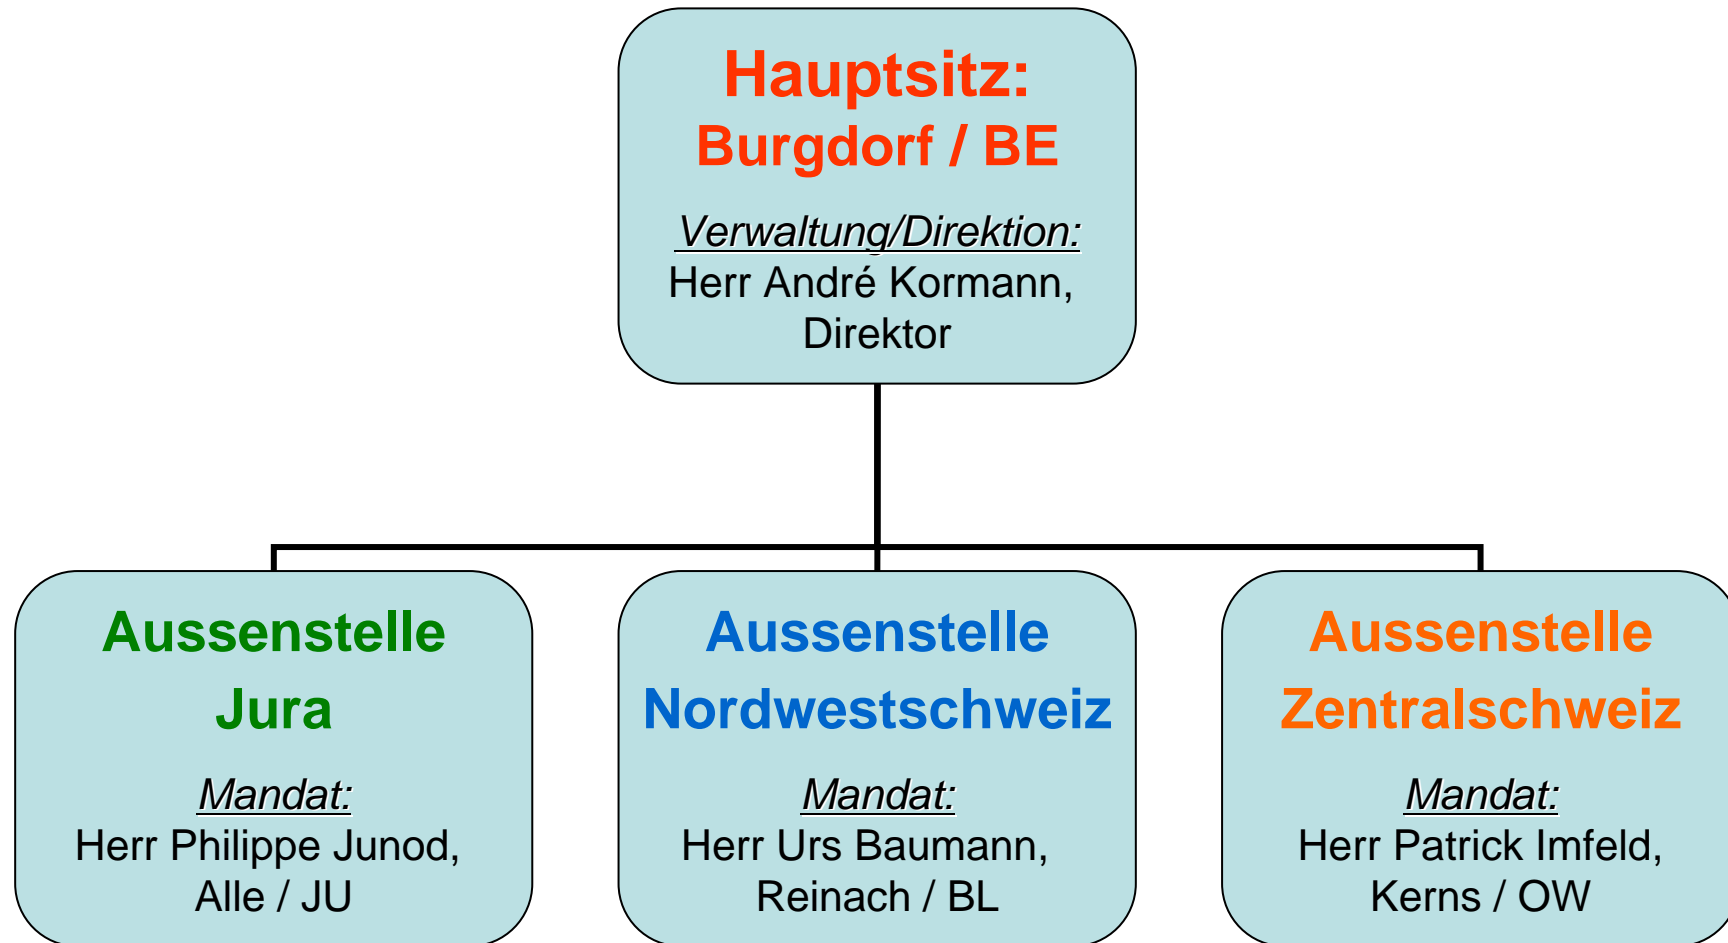 Hauptsitz:
Burgdorf / BE
Verwaltung/Direktion:
Herr André Kormann,
Direktor
Aussenstelle
Jura
Mandat:
Herr Philippe Junod,
Alle / JU
Aussenstelle
Nordwestschweiz
Mandat:
Herr Urs Baumann,
Reinach / BL
Aussenstelle
Zentralschweiz
Mandat:
Herr Patrick Imfeld,
Kerns / OW